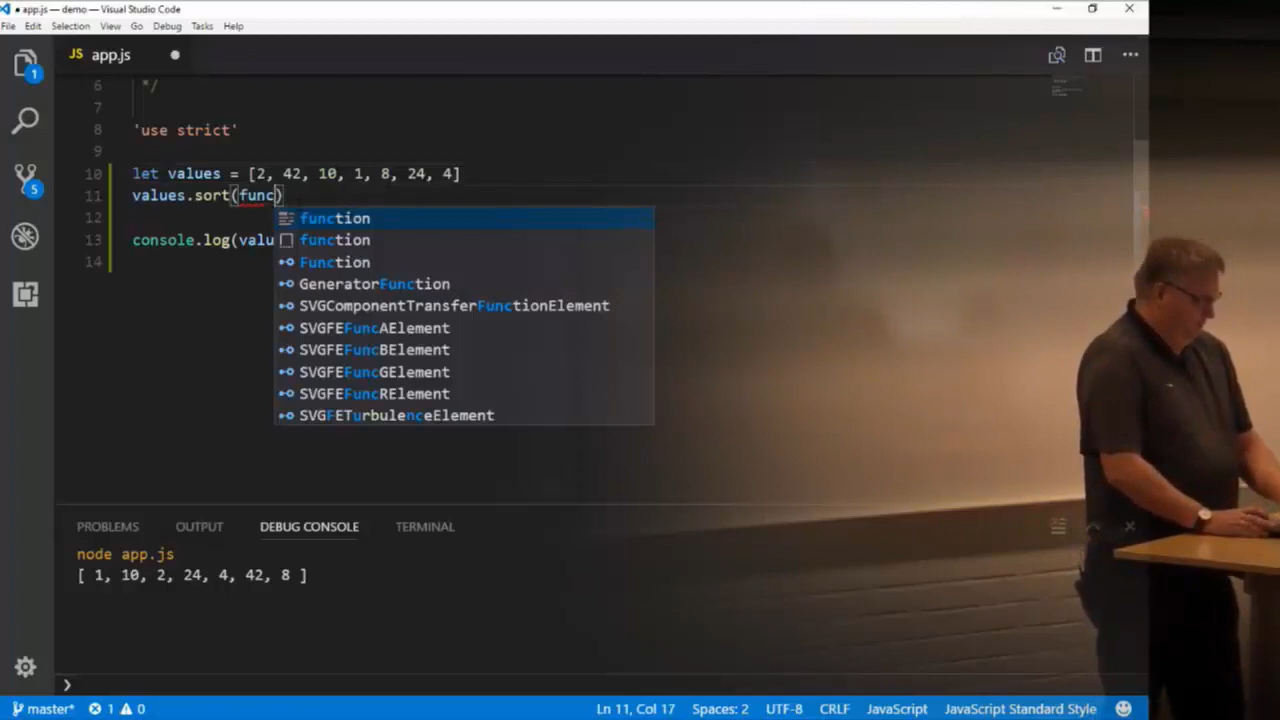 ● app.js — demo — Visual Studio Code
File Edit Selection View Go Debug Tasks Help
JS app.js
1
5
6 */
7
8 'use strict'
9
10 let values = [2, 42, 10, 1, 8, 24, 4]
11 values.sort(func)
12
13 console.log(valu
14
function
function
Function
GeneratorFunction
SVGComponentTransferFunctionElement
SVGFEFuncAElement
SVGFEFuncBElement
SVGFEFuncGElement
SVGFEFuncRElement
SVGFETurbulenceElement
PROBLEMS OUTPUT DEBUG CONSOLE TERMINAL
node app.js
[ 1, 10, 2, 24, 4, 42, 8 ]
master* 1 0 Ln 11, Col 17 Spaces: 2 UTF-8 CRLF JavaScript JavaScript Standard Style